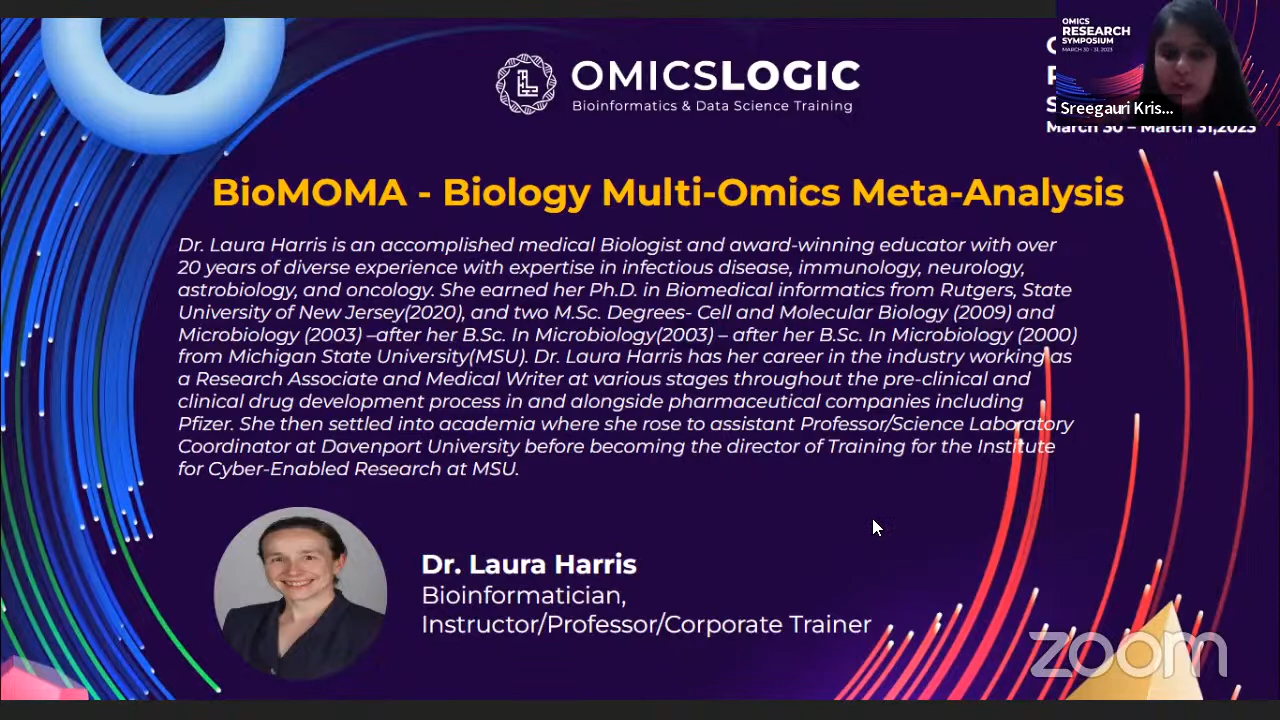 OMICSLOGIC
Bioinformatics & Data Science Training
OMICS
RESEARCH
SYMPOSIUM
MARCH 30 - 31, 2023
Sreegauri Kris...
March 30 – March 31,2023
BioMOMA - Biology Multi-Omics Meta-Analysis
Dr. Laura Harris is an accomplished medical Biologist and award-winning educator with over
20 years of diverse experience with expertise in infectious disease, immunology, neurology,
astrobiology, and oncology. She earned her Ph.D. in Biomedical informatics from Rutgers, State
University of New Jersey(2020), and two M.Sc. Degrees- Cell and Molecular Biology (2009) and
Microbiology (2003) –after her B.Sc. In Microbiology(2003) – after her B.Sc. In Microbiology (2000)
from Michigan State University(MSU). Dr. Laura Harris has her career in the industry working as
a Research Associate and Medical Writer at various stages throughout the pre-clinical and
clinical drug development process in and alongside pharmaceutical companies including
Pfizer. She then settled into academia where she rose to assistant Professor/Science Laboratory
Coordinator at Davenport University before becoming the director of Training for the Institute
for Cyber-Enabled Research at MSU.
Dr. Laura Harris
Bioinformatician,
Instructor/Professor/Corporate Trainer
zoom